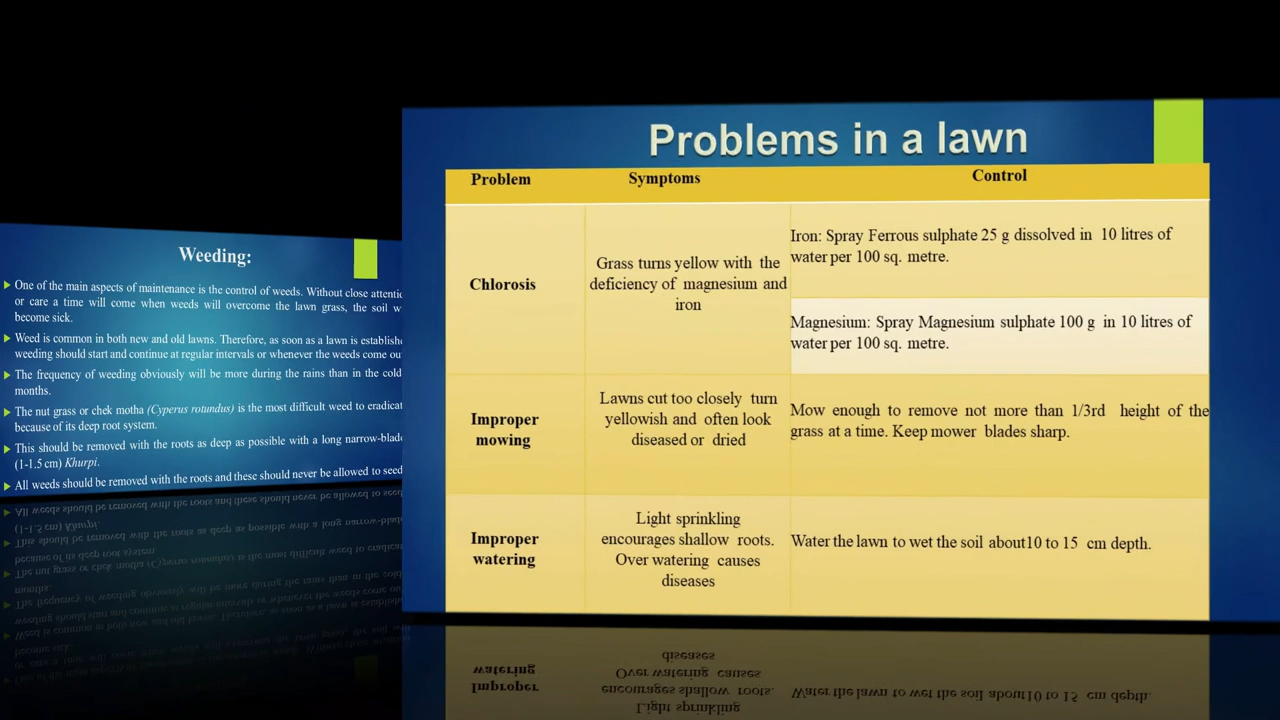 Weeding:
One of the main aspects of maintenance is the control of weeds. Without close
or care a time will come when weeds will overcome the lawn grass, the soil
become sick.
Weed is common in both new and old lawns. Therefore, as soon as a lawn is
weeding should start and continue at regular intervals or whenever the weeds come
The frequency of weeding obviously will be more during the rains than in the cold
months.
The nut grass or chek motha (Cyperus rotundus) is the most difficult weed to
because of its deep root system.
This should be removed with the roots as deep as possible with a long
(1-1.5 cm) Khurpi.
All weeds should be removed with the roots and these should never be allowed to seed
Problems in a lawn
Problem Symptoms Control
Chlorosis
Grass turns yellow with the
deficiency of magnesium and
iron
Iron: Spray Ferrous sulphate 25 g dissolved in 10 litres of
water per 100 sq. metre.
Magnesium: Spray Magnesium sulphate 100 g in 10 litres of
water per 100 sq. metre.
Improper
mowing
Lawns cut too closely turn
yellowish and often look
diseased or dried
Mow enough to remove not more than 1/3rd height of the
grass at a time. Keep mower blades sharp.
Improper
watering
Light sprinkling
encourages shallow roots.
Over watering causes
diseases
Water the lawn to wet the soil about10 to 15 cm depth.